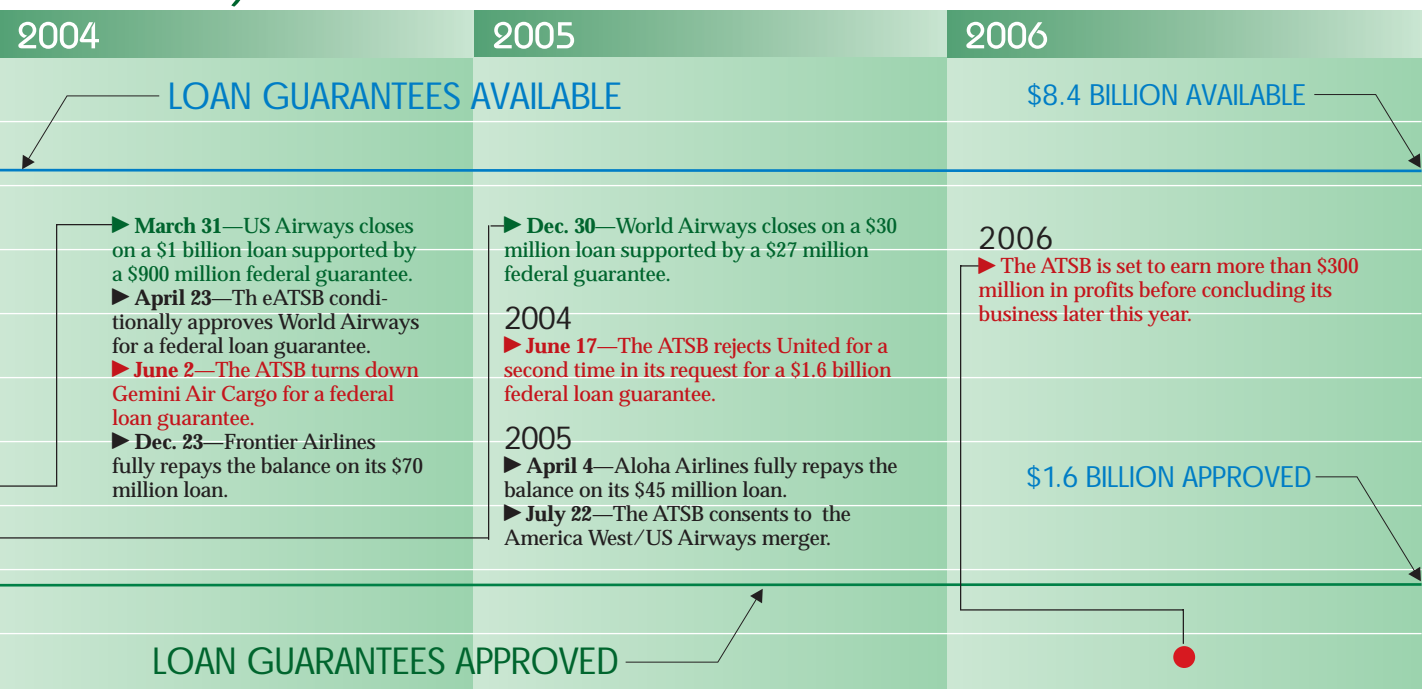 2004
2005
2006
LOAN GUARANTEES AVAILABLE
$8.4 BILLION AVAILABLE
▶ March 31—US Airways closes
on a $1 billion loan supported by
a $900 million federal guarantee.
▶ April 23—Th eATSB condi-
tionally approves World Airways
for a federal loan guarantee.
▶ June 2—The ATSB turns down
Gemini Air Cargo for a federal
loan guarantee.
▶ Dec. 23—Frontier Airlines
fully repays the balance on its $70
million loan.
▶ Dec. 30—World Airways closes on a $30
million loan supported by a $27 million
federal guarantee.
2004
▶ June 17—The ATSB rejects United for a
second time in its request for a $1.6 billion
federal loan guarantee.
2005
▶ April 4—Aloha Airlines fully repays the
balance on its $45 million loan.
▶ July 22—The ATSB consents to the
America West/US Airways merger.
2006
▶ The ATSB is set to earn more than $300
million in profits before concluding its
business later this year.
$1.6 BILLION APPROVED
LOAN GUARANTEES APPROVED